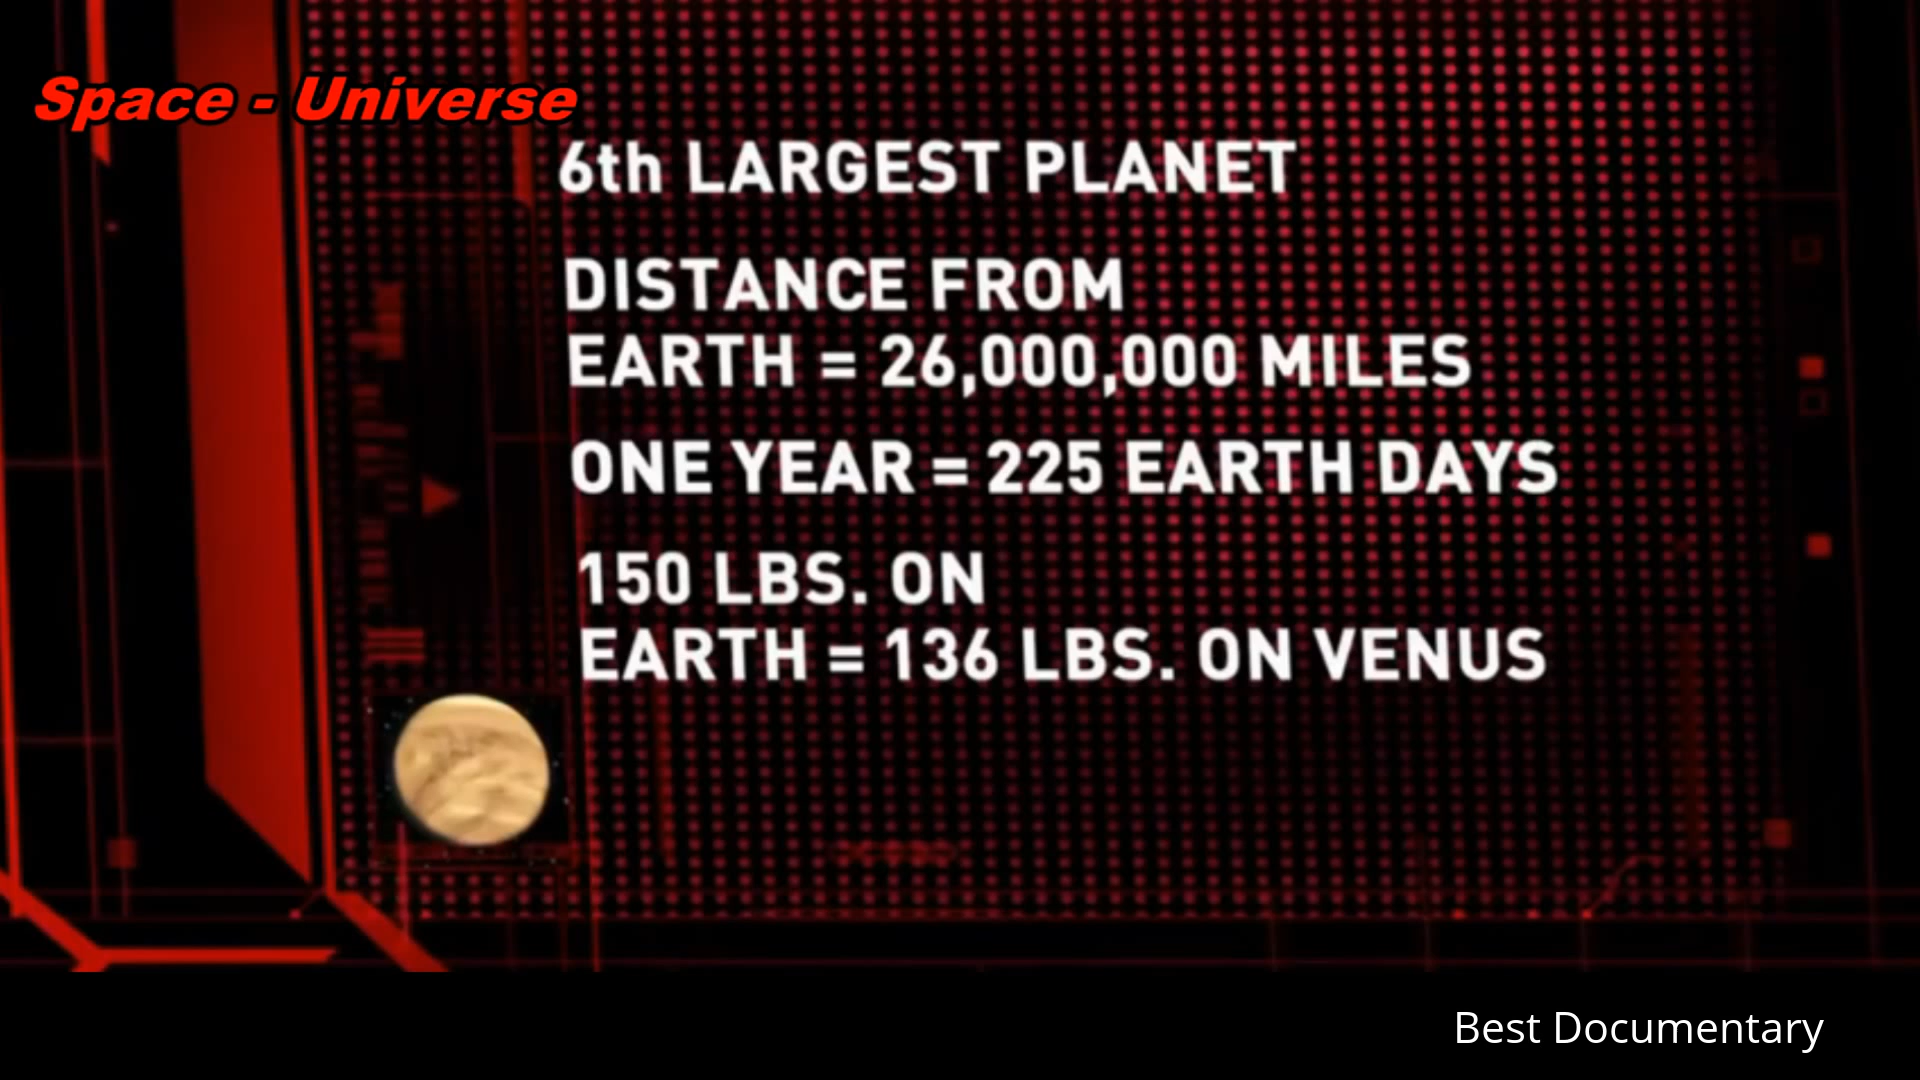 Space - Universe
6th LARGEST PLANET
DISTANCE FROM
EARTH = 26,000,000 MILES
ONE YEAR = 225 EARTH DAYS
150 LBS. ON
EARTH = 136 LBS. ON VENUS
Best Documentary